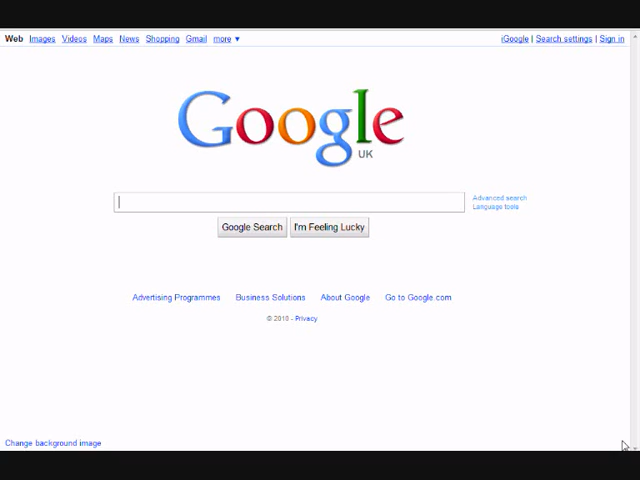 Web Images Videos Maps News Shopping Gmail more ▼ iGoogle | Search settings | Sign in
Google
UK
Advanced search
Language tools
Google Search I'm Feeling Lucky
Advertising Programmes Business Solutions About Google Go to Google.com
© 2010 - Privacy
Change background image